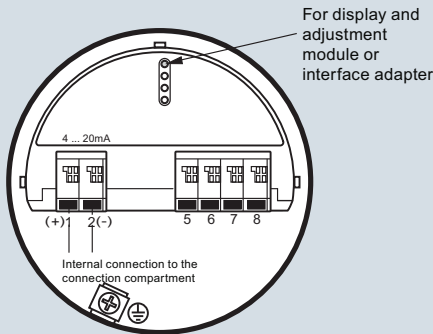 For display and
adjustment
module or
interface adapter
4 ... 20mA
(+)1 2(-) 5 6 7 8
Internal connection to the
connection compartment